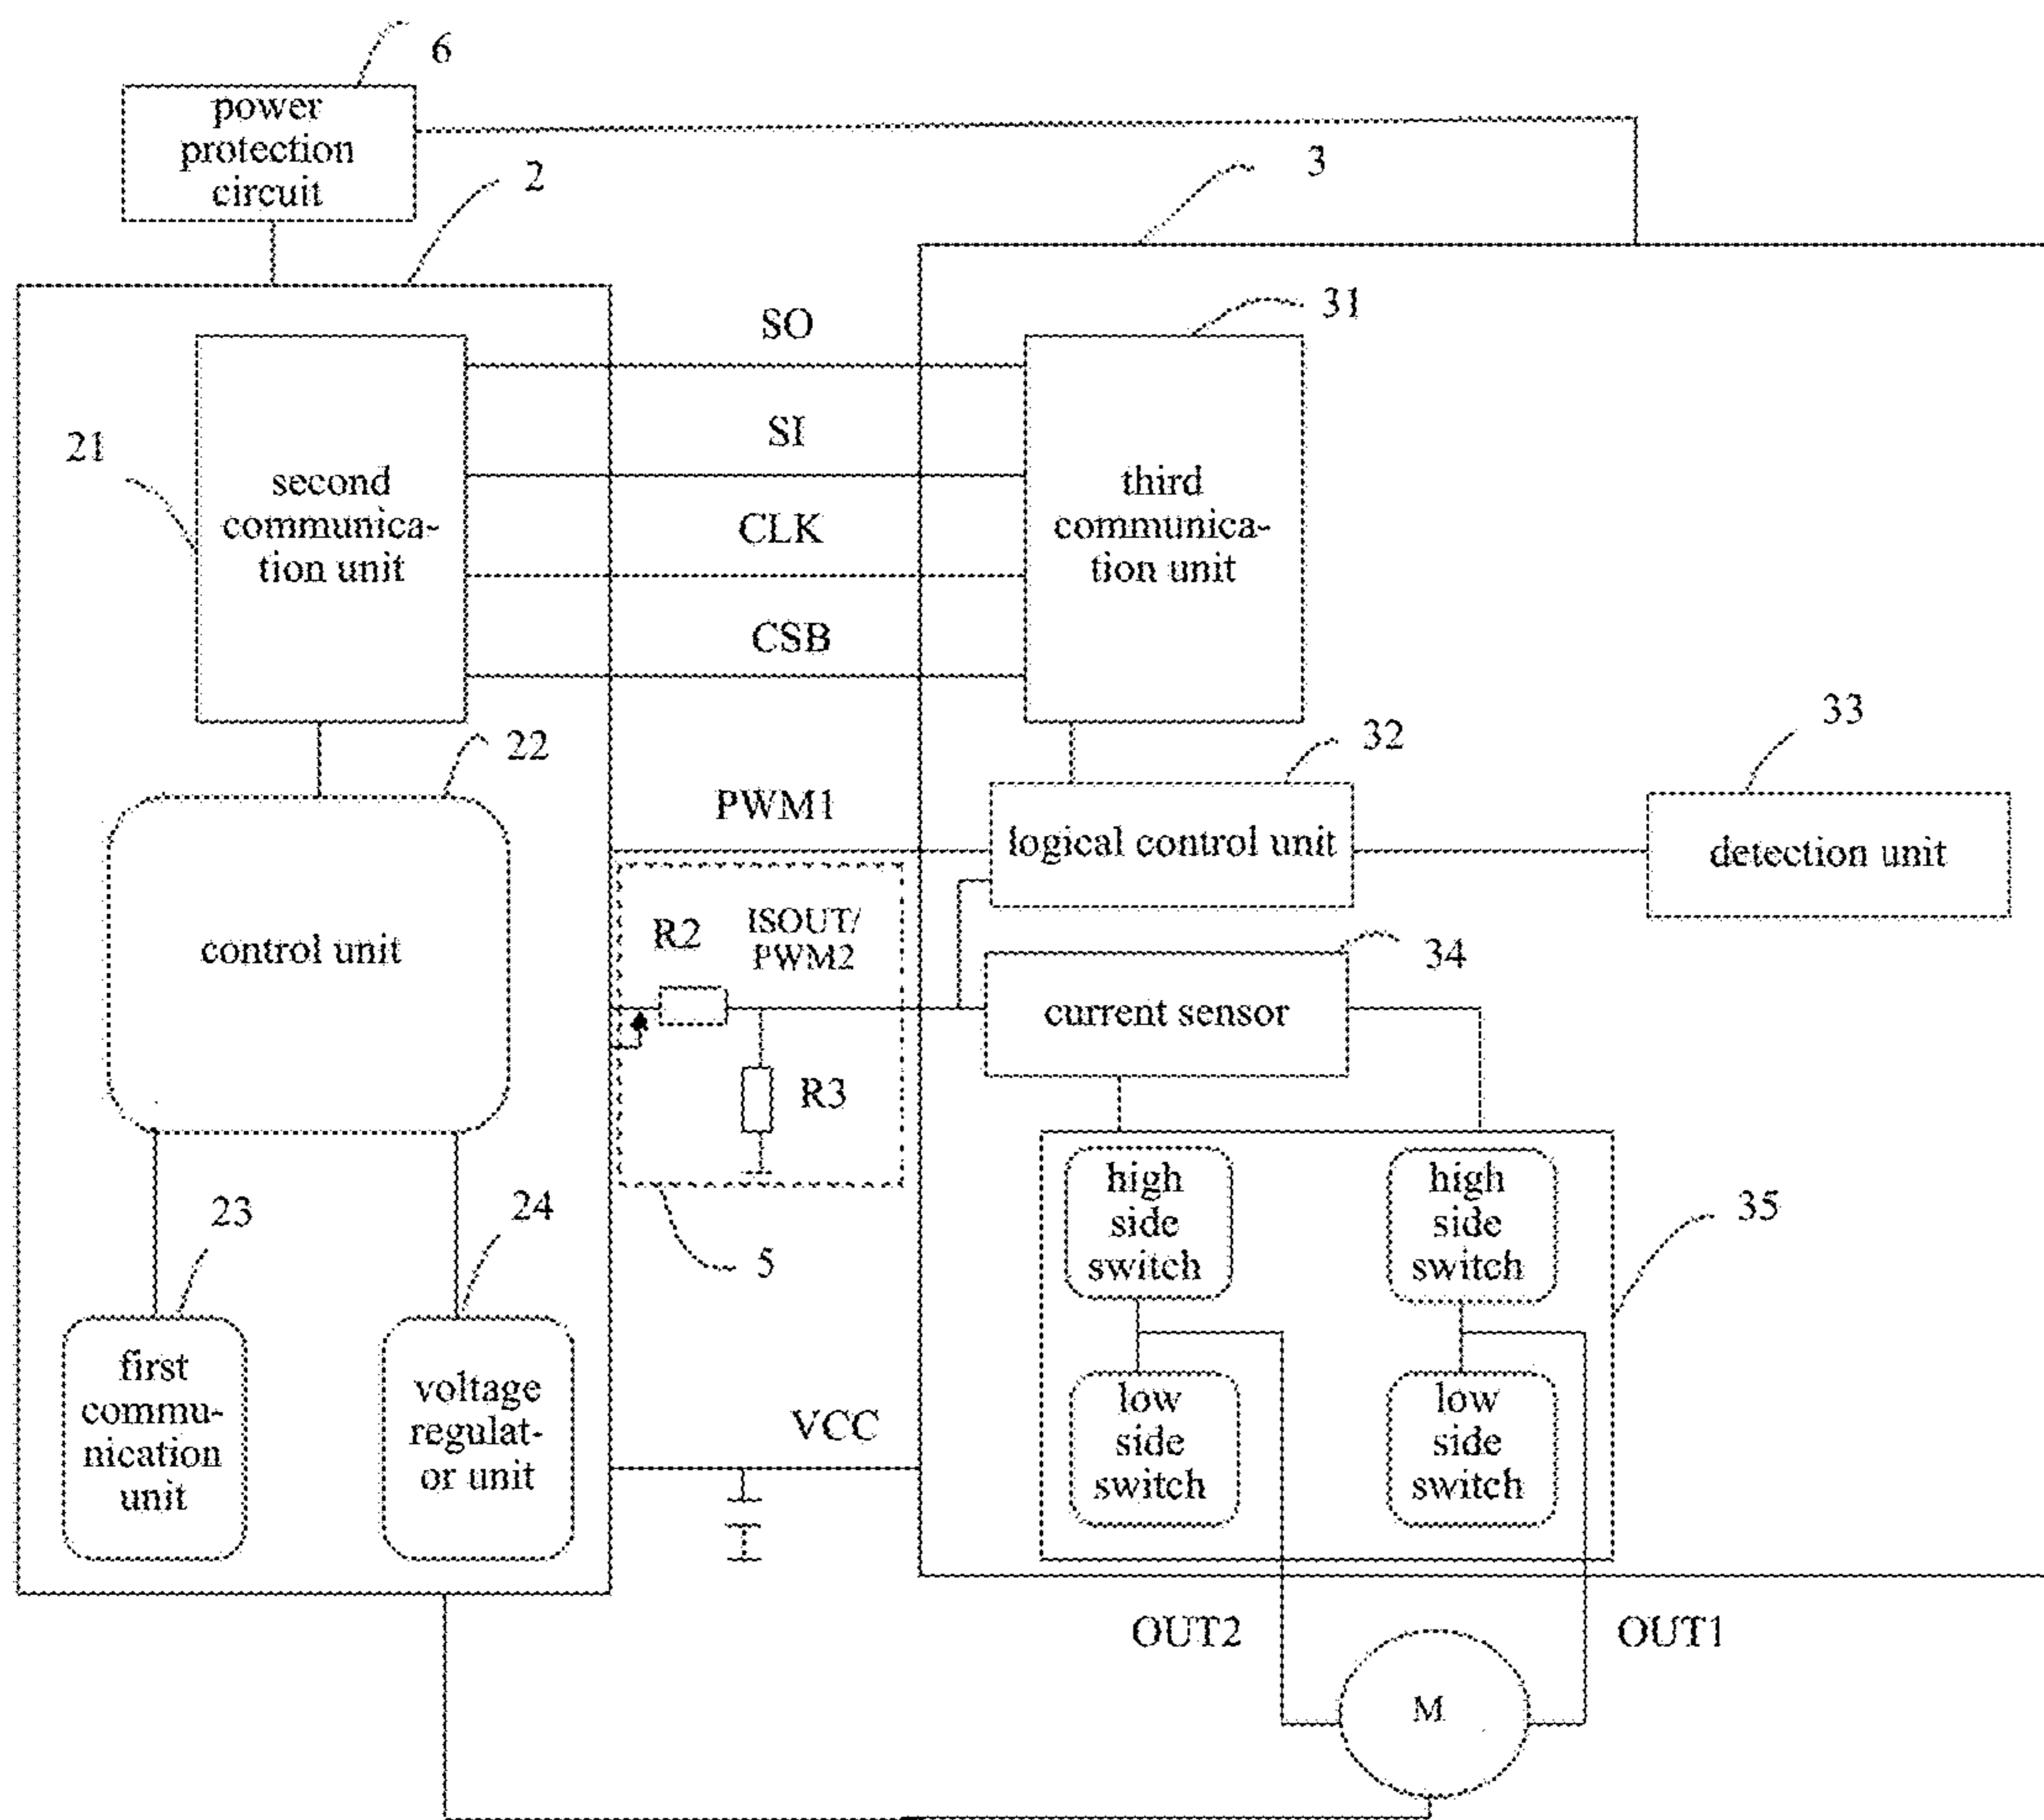 6
power
protection
circuit
2
3
SO
31
21
SI
second
communica-
tion unit
CLK
third
communica-
tion unit
CSB
22
32
33
PWM1
logical control unit
detection unit
control unit
R2
ISOUT/
PWM2
34
current sensor
R3
23
24
5
high
side
switch
high
side
switch
35
first
commu-
nication
unit
voltage
regulat-
or unit
VCC
low
side
switch
low
side
switch
OUT2
OUT1
M